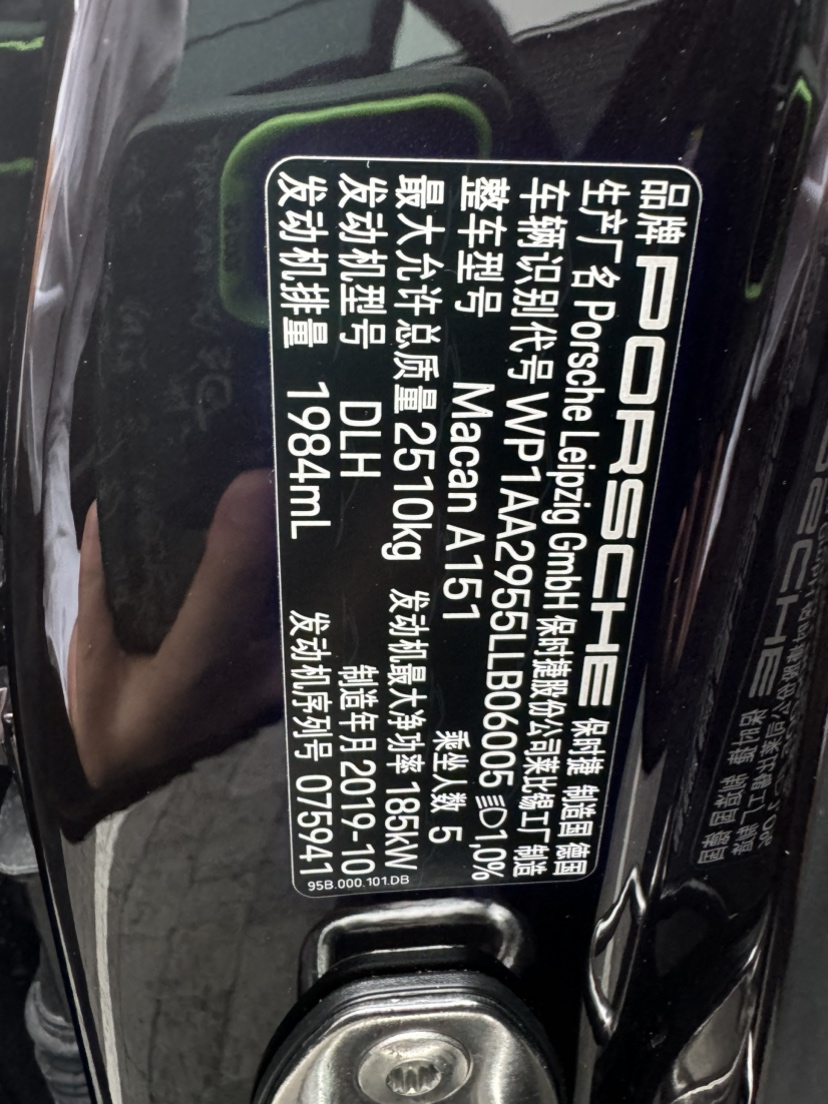 品牌 PORSCHE 保时捷 制造国 德国
生产厂名 Porsche Leipzig GmbH 保时捷股份公司莱比锡工厂制造
车辆识别代号 WP1AA2955LLB06005 1,0%
整车型号 Macan A151 乘坐人数 5
最大允许总质量 2510kg 发动机最大净功率 185kW
发动机型号 DLH 制造年月 2019-10
发动机排量 1984mL 发动机序列号 075941
95B.000.101.DB